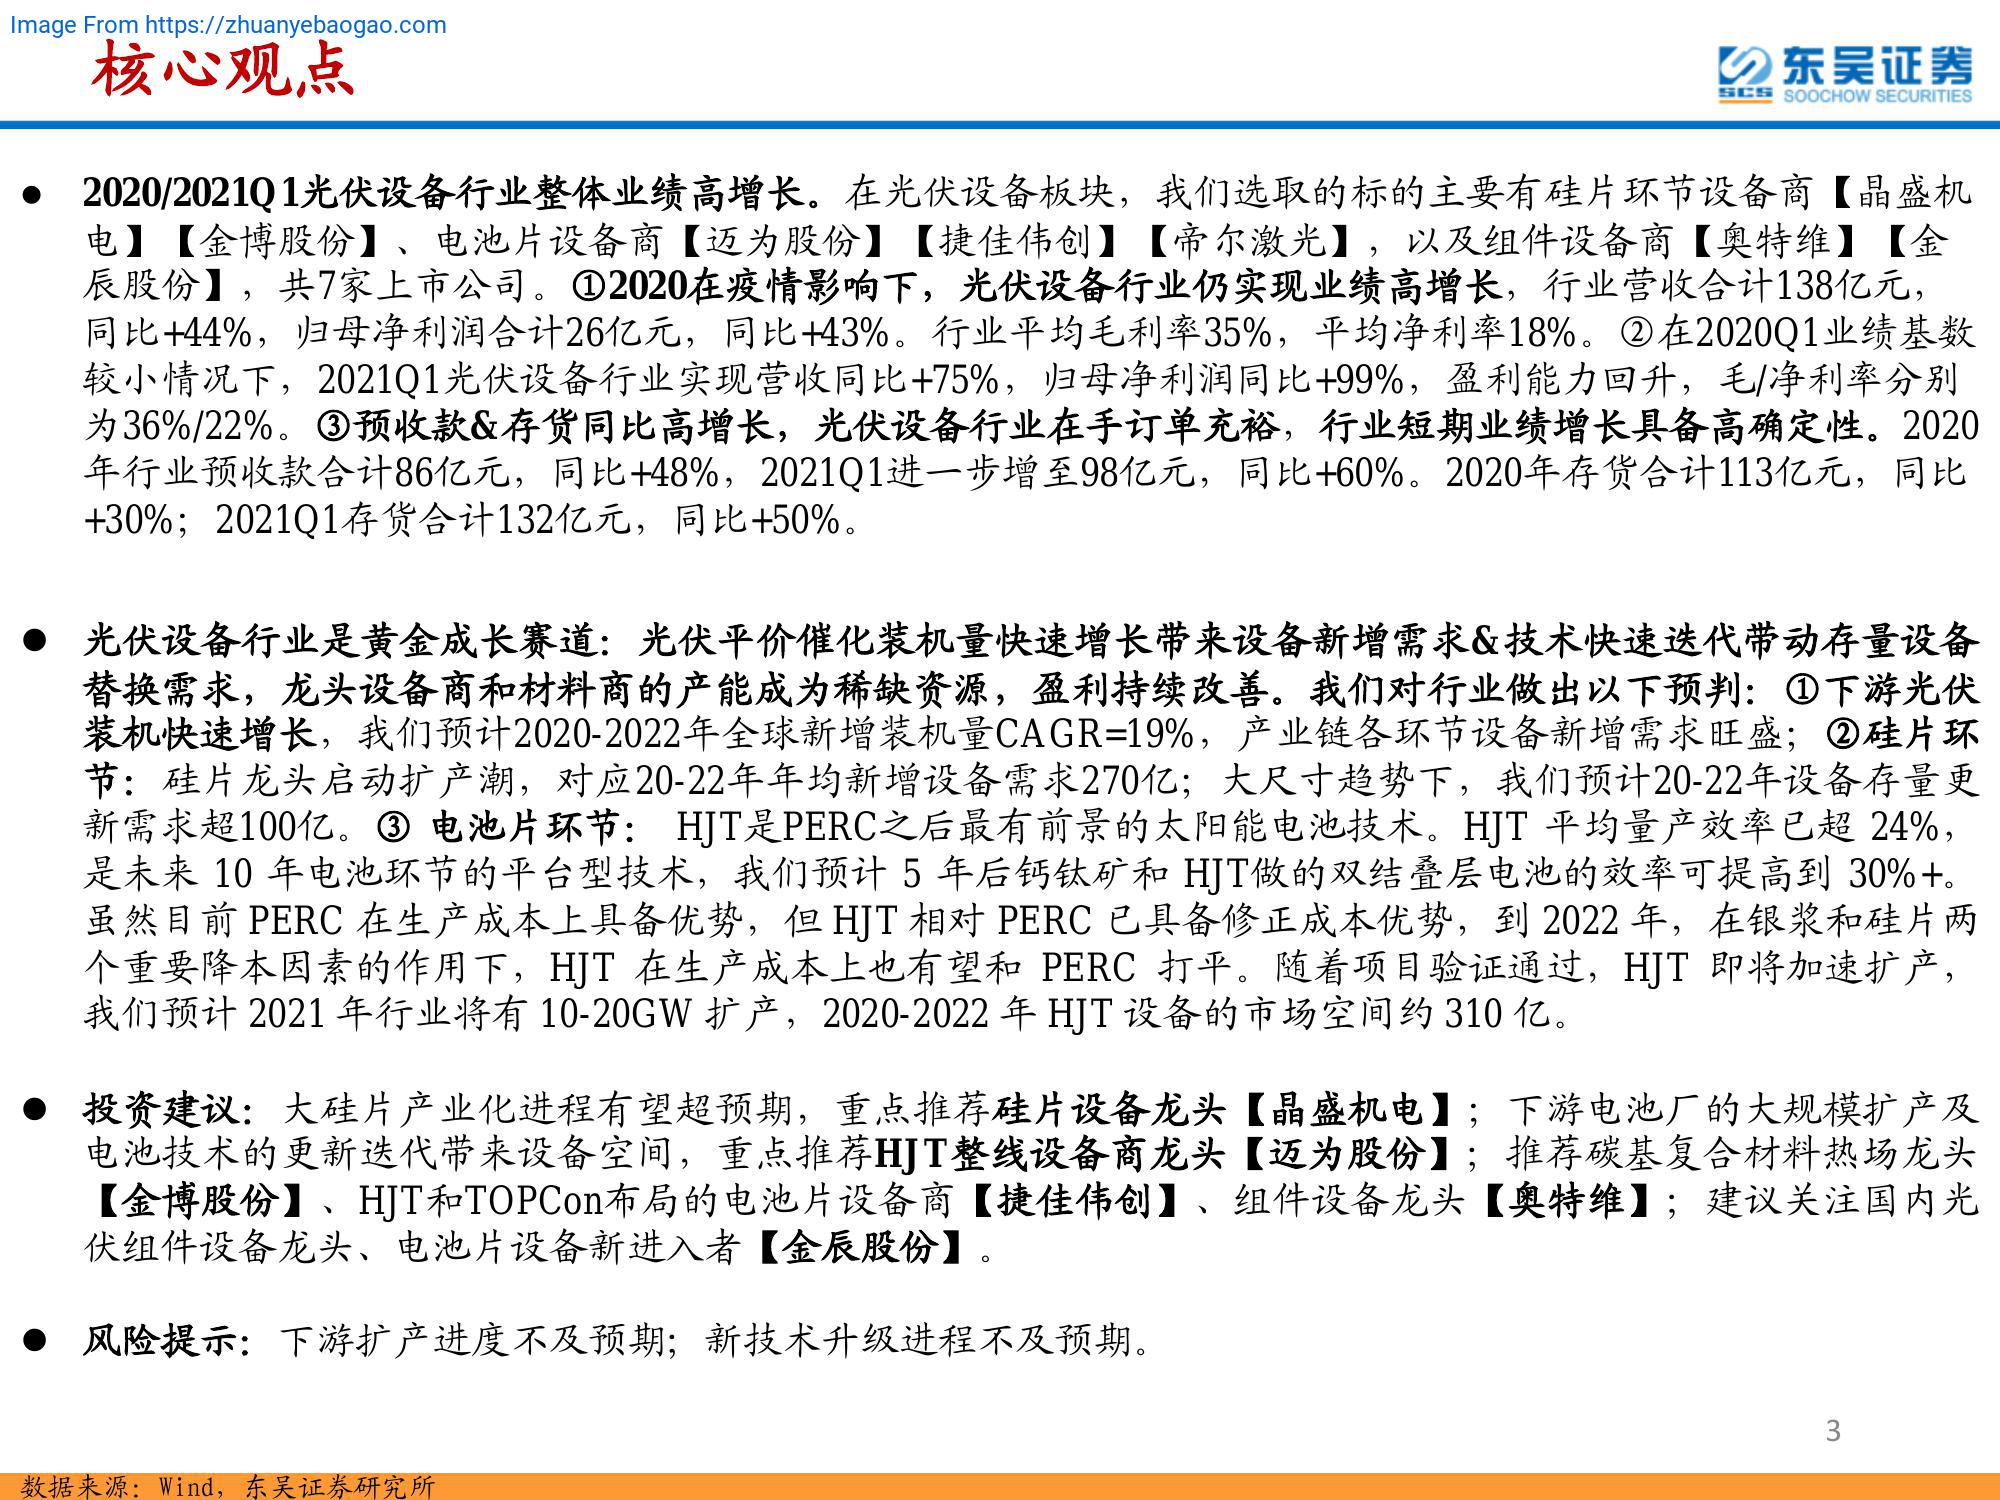 Image From https://zhuanyebaogao.com
核心观点
东吴证券
SCS SOOCHOW SECURITIES
● 2020/2021Q1光伏设备行业整体业绩高增长。在光伏设备板块，我们选取的标的主要有硅片环节设备商【晶盛机
电】【金博股份】、电池片设备商【迈为股份】【捷佳伟创】【帝尔激光】，以及组件设备商【奥特维】【金
辰股份】，共7家上市公司。①2020在疫情影响下，光伏设备行业仍实现业绩高增长，行业营收合计138亿元，
同比+44%，归母净利润合计26亿元，同比+43%。行业平均毛利率35%，平均净利率18%。②在2020Q1业绩基数
较小情况下，2021Q1光伏设备行业实现营收同比+75%，归母净利润同比+99%，盈利能力回升，毛/净利率分别
为36%/22%。③预收款&存货同比高增长，光伏设备行业在手订单充裕，行业短期业绩增长具备高确定性。2020
年行业预收款合计86亿元，同比+48%，2021Q1进一步增至98亿元，同比+60%。2020年存货合计113亿元，同比
+30%；2021Q1存货合计132亿元，同比+50%。
● 光伏设备行业是黄金成长赛道：光伏平价催化装机量快速增长带来设备新增需求&技术快速迭代带动存量设备
替换需求，龙头设备商和材料商的产能成为稀缺资源，盈利持续改善。我们对行业做出以下预判：①下游光伏
装机快速增长，我们预计2020-2022年全球新增装机量CAGR=19%，产业链各环节设备新增需求旺盛；②硅片环
节：硅片龙头启动扩产潮，对应20-22年年均新增设备需求270亿；大尺寸趋势下，我们预计20-22年设备存量更
新需求超100亿。③ 电池片环节： HJT是PERC之后最有前景的太阳能电池技术。HJT 平均量产效率已超 24%，
是未来 10 年电池环节的平台型技术，我们预计 5 年后钙钛矿和 HJT做的双结叠层电池的效率可提高到 30%+。
虽然目前 PERC 在生产成本上具备优势，但 HJT 相对 PERC 已具备修正成本优势，到 2022 年，在银浆和硅片两
个重要降本因素的作用下，HJT 在生产成本上也有望和 PERC 打平。随着项目验证通过，HJT 即将加速扩产，
我们预计 2021 年行业将有 10-20GW 扩产，2020-2022 年 HJT 设备的市场空间约 310 亿。
● 投资建议：大硅片产业化进程有望超预期，重点推荐硅片设备龙头【晶盛机电】；下游电池厂的大规模扩产及
电池技术的更新迭代带来设备空间，重点推荐HJT整线设备商龙头【迈为股份】；推荐碳基复合材料热场龙头
【金博股份】、HJT和TOPCon布局的电池片设备商【捷佳伟创】、组件设备龙头【奥特维】；建议关注国内光
伏组件设备龙头、电池片设备新进入者【金辰股份】。
● 风险提示：下游扩产进度不及预期；新技术升级进程不及预期。
3
数据来源：Wind，东吴证券研究所